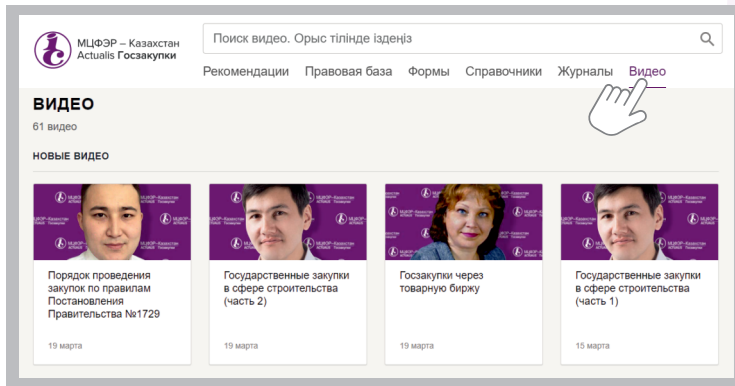 МЦФЭР – Казахстан
Actualis Госзакупки
Поиск видео. Орыс тілінде іздеңіз
Рекомендации Правовая база Формы Справочники Журналы Видео
ВИДЕО
61 видео
НОВЫЕ ВИДЕО
Порядок проведения
закупок по правилам
Постановления
Правительства №1729
19 марта
Государственные закупки
в сфере строительства
(часть 2)
19 марта
Госзакупки через
товарную биржу
19 марта
Государственные закупки
в сфере строительства
(часть 1)
15 марта